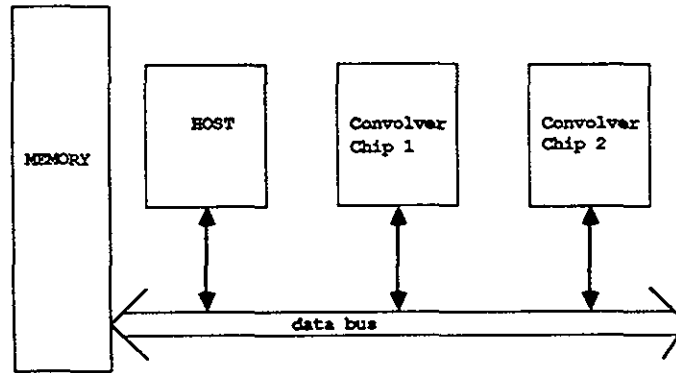 MEMORY
HOST
Convolver
Chip 1
Convolver
Chip 2
data bus